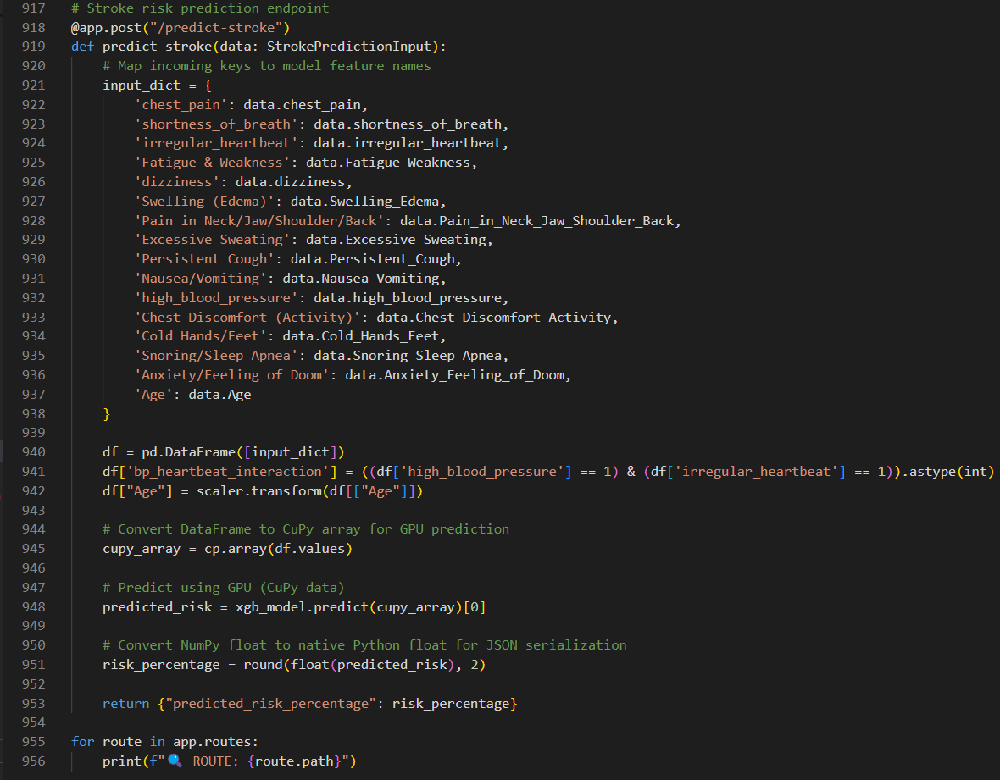 917 # Stroke risk prediction endpoint
918 @app.post("/predict-stroke")
919 def predict_stroke(data: StrokePredictionInput):
920     # Map incoming keys to model feature names
921     input_dict = {
922         'chest_pain': data.chest_pain,
923         'shortness_of_breath': data.shortness_of_breath,
924         'irregular_heartbeat': data.irregular_heartbeat,
925         'Fatigue & Weakness': data.Fatigue_Weakness,
926         'dizziness': data.dizziness,
927         'Swelling (Edema)': data.Swelling_Edema,
928         'Pain in Neck/Jaw/Shoulder/Back': data.Pain_in_Neck_Jaw_Shoulder_Back,
929         'Excessive Sweating': data.Excessive_Sweating,
930         'Persistent Cough': data.Persistent_Cough,
931         'Nausea/Vomiting': data.Nausea_Vomiting,
932         'high_blood_pressure': data.high_blood_pressure,
933         'Chest Discomfort (Activity)': data.Chest_Discomfort_Activity,
934         'Cold Hands/Feet': data.Cold_Hands_Feet,
935         'Snoring/Sleep Apnea': data.Snoring_Sleep_Apnea,
936         'Anxiety/Feeling of Doom': data.Anxiety_Feeling_of_Doom,
937         'Age': data.Age
938     }
939
940     df = pd.DataFrame([input_dict])
941     df['bp_heartbeat_interaction'] = ((df['high_blood_pressure'] == 1) & (df['irregular_heartbeat'] == 1)).astype(int)
942     df["Age"] = scaler.transform(df[["Age"]])
943
944     # Convert DataFrame to CuPy array for GPU prediction
945     cupy_array = cp.array(df.values)
946
947     # Predict using GPU (CuPy data)
948     predicted_risk = xgb_model.predict(cupy_array)[0]
949
950     # Convert NumPy float to native Python float for JSON serialization
951     risk_percentage = round(float(predicted_risk), 2)
952
953     return {"predicted_risk_percentage": risk_percentage}
954
955 for route in app.routes:
956     print(f"🔍 ROUTE: {route.path}")